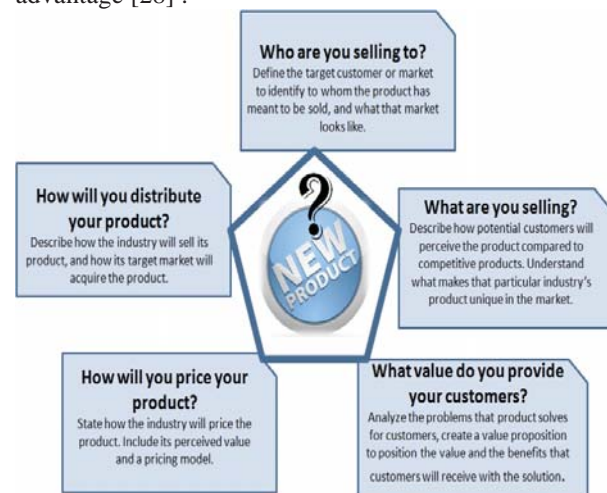 advantage [28] .
Who are you selling to?
Define the target customer or market
to identify to whom the product has
meant to be sold, and what that market
looks like.
How will you distribute
your product?
Describe how the industry will sell its
product, and how its target market will
acquire the product.
?
NEW
PRODUCT
What are you selling?
Describe how potential customers will
perceive the product compared to
competitive products. Understand
what makes that particular industry's
product unique in the market.
How will you price your
product?
State how the industry will price the
product. Include its perceived value
and a pricing model.
What value do you provide
your customers?
Analyze the problems that product solves
for customers, create a value proposition
to position the value and the benefits that
customers will receive with the solution.